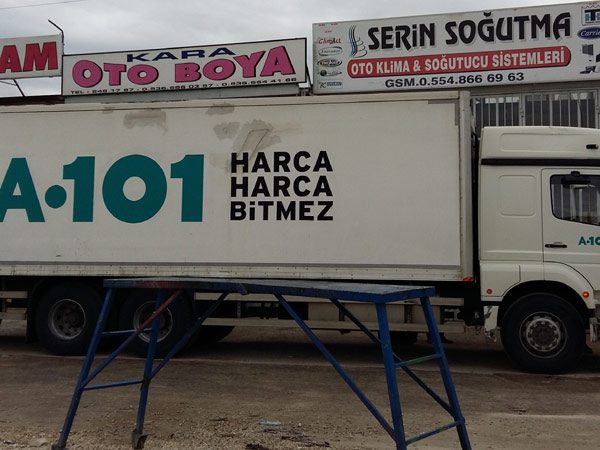 AM
KARA
OTO BOYA
SERİN SOĞUTMA
OTO KLİMA & SOĞUTUCU SİSTEMLERİ
GSM.0.554.866 69 63
A·101
HARCA
HARCA
BİTMEZ
A·101